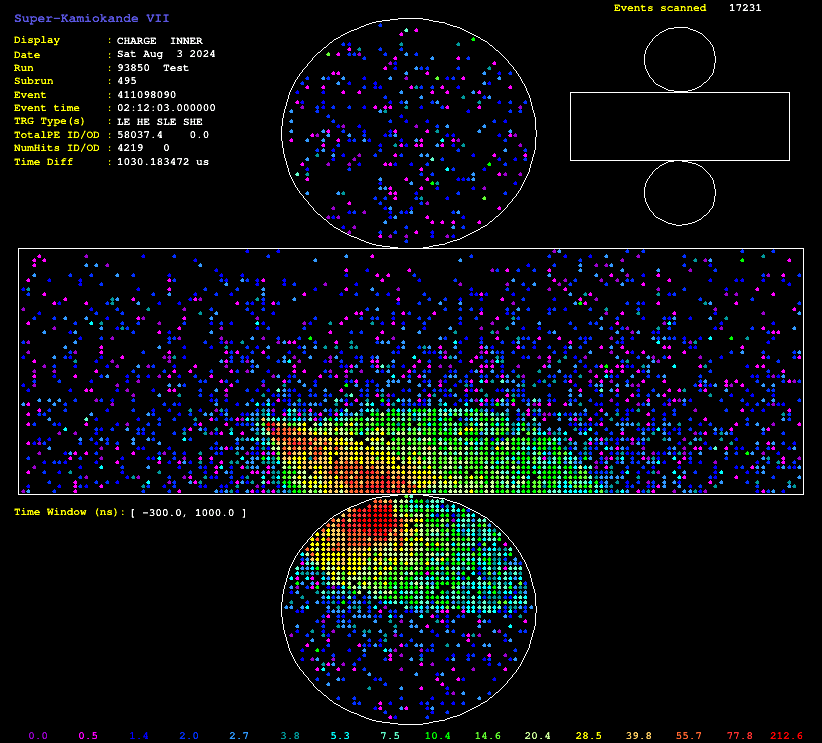 Super-Kamiokande VII
Events scanned 17231
Display : CHARGE INNER
Date : Sat Aug 3 2024
Run : 93850 Test
Subrun : 495
Event : 411098090
Event time : 02:12:03.000000
TRG Type(s) : LE HE SLE SHE
TotalPE ID/OD : 58037.4 0.0
NumHits ID/OD : 4219 0
Time Diff : 1030.183472 us
Time Window (ns): [ -300.0, 1000.0 ]
0.0 0.5 1.4 2.0 2.7 3.8 5.3 7.5 10.4 14.6 20.4 28.5 39.8 55.7 77.8 212.6